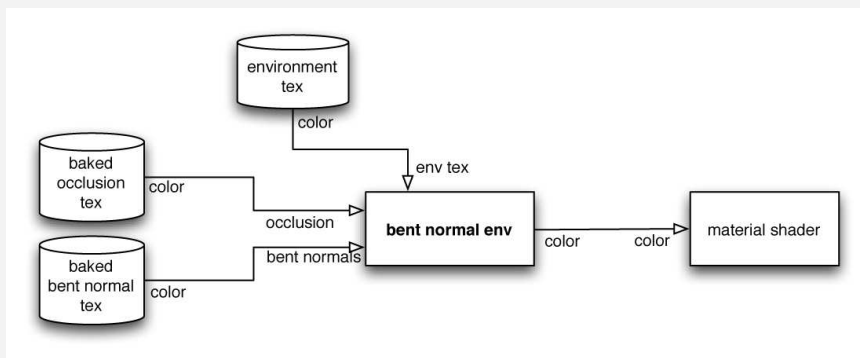 environment
tex
color
env tex
baked
occlusion
tex
color
occlusion
bent normal env
color
color
material shader
bent normals
baked
bent normal
tex
color